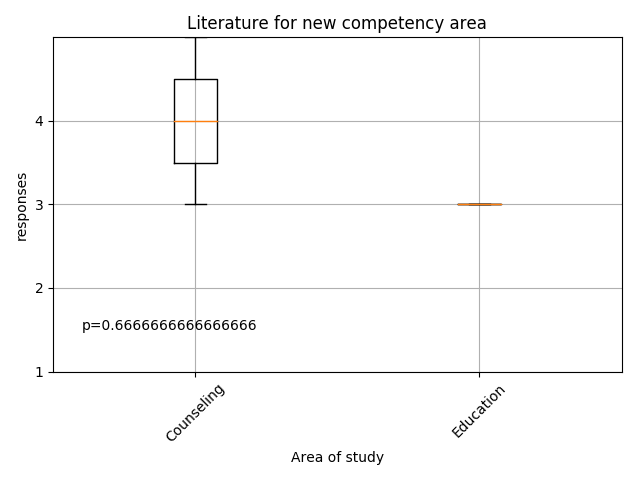 Literature for new competency area
responses
4
3
2
1
p=0.6666666666666666
Counseling
Education
Area of study